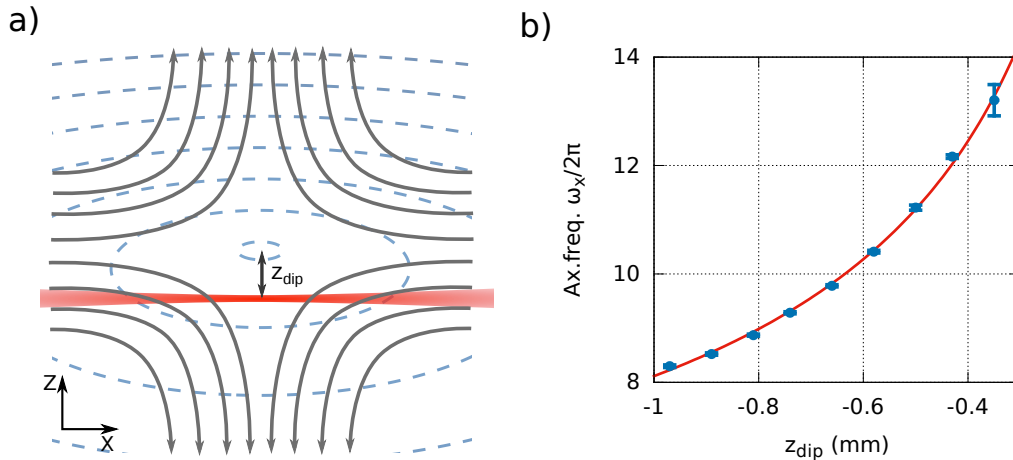 a)
z_dip
Z
X
b)
Ax.freq. ω_x/2π
14
12
10
8
-1
-0.8
-0.6
-0.4
z_dip (mm)